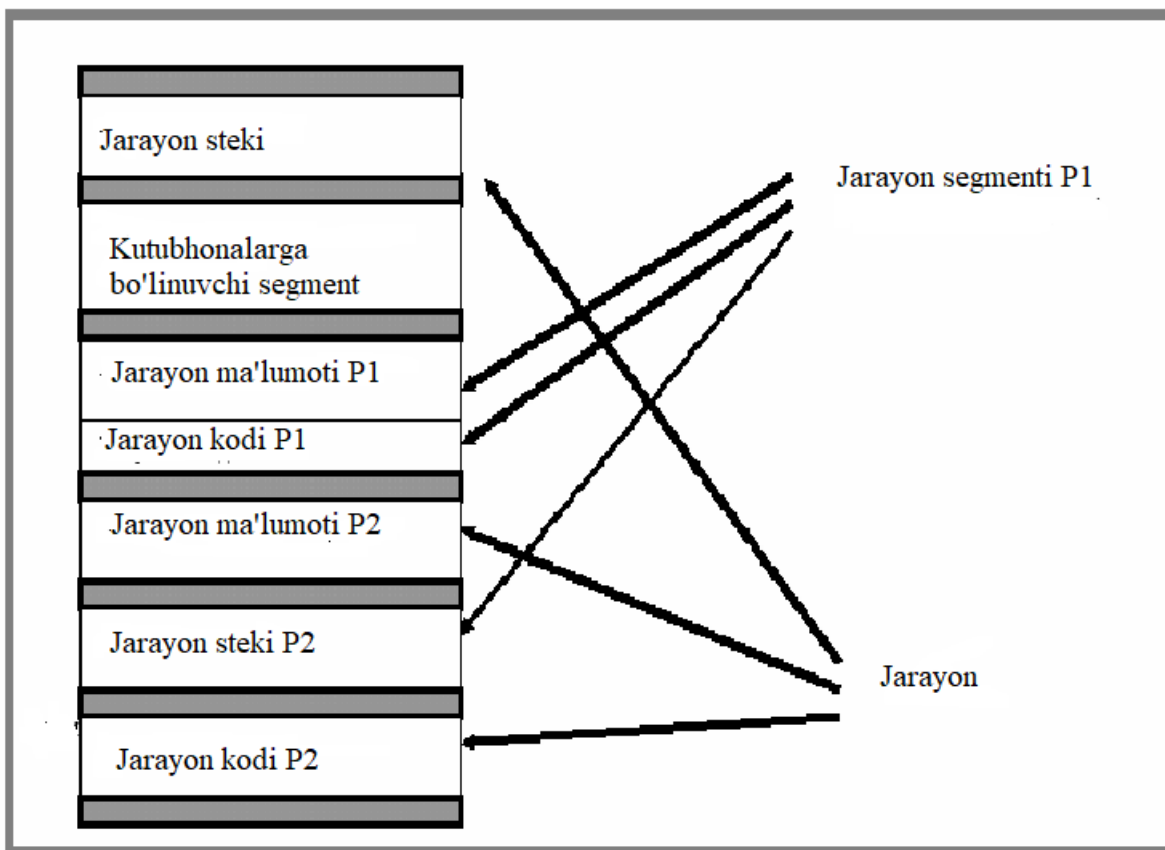 Jarayon steki
Kutubhonalarga
bo'linuvchi segment
Jarayon ma'lumoti P1
Jarayon kodi P1
Jarayon ma'lumoti P2
Jarayon steki P2
Jarayon kodi P2
Jarayon segmenti P1
Jarayon